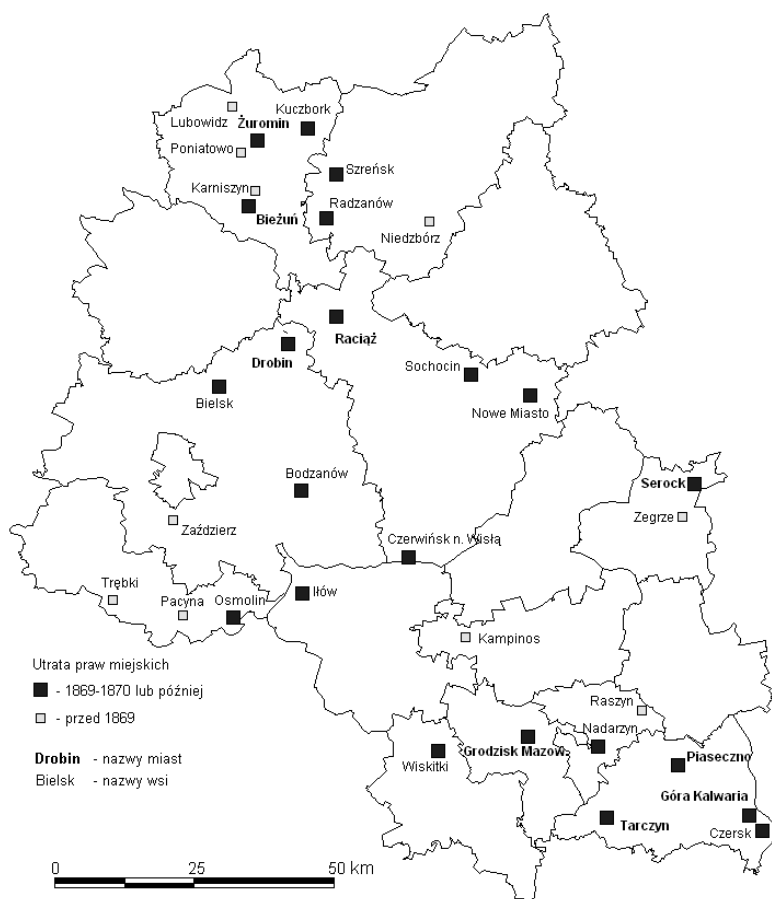 Lubowidz
Kuczbork
Żuromin
Poniatowo
Szreńsk
Karniszyn
Radzanów
Bieżuń
Niedzbórz
Raciąż
Drobin
Sochocin
Bielsk
Nowe Miasto
Bodzanów
Serock
Zegrze
Zaździerz
Czerwińsk n. Wisłą
Trębki
Pacyna
Osmolin
Iłów
Kampinos
Utrata praw miejskich
- 1869-1870 lub później
- przed 1869
Drobin - nazwy miast
Bielsk - nazwy wsi
Raszyn
Nadarzyn
Grodzisk Mazow.
Wiskitki
Piaseczno
Góra Kalwaria
Tarczyn
Czersk
0 25 50 km